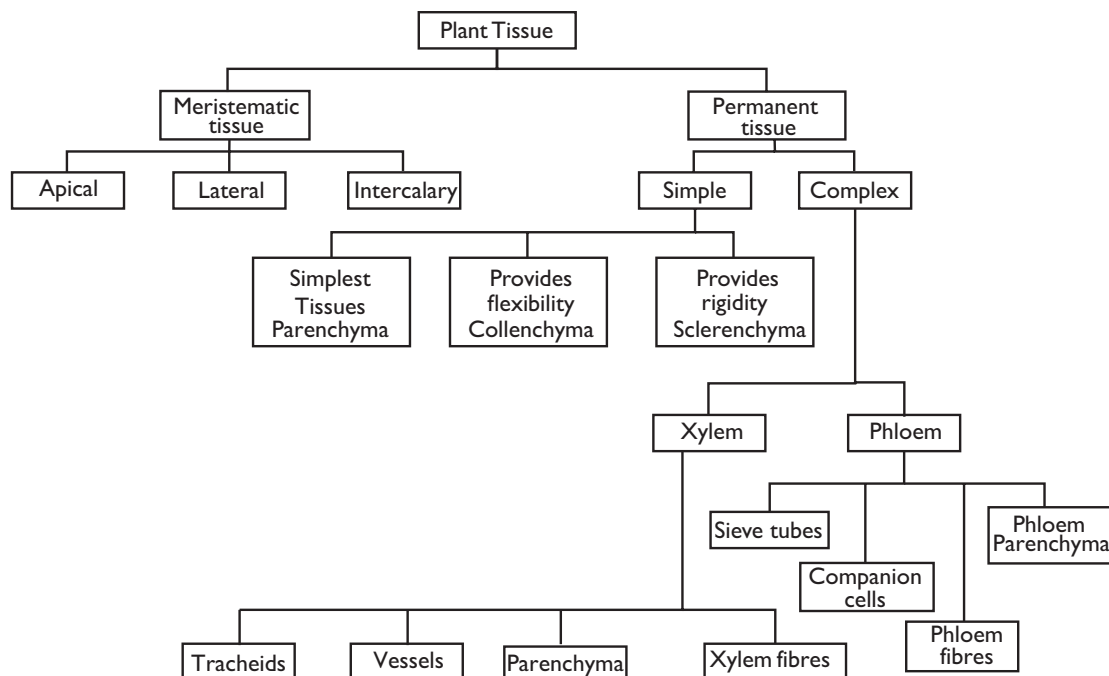 Plant Tissue
Meristematic
tissue
Permanent
tissue
Apical
Lateral
Intercalary
Simple
Complex
Simplest
Tissues
Parenchyma
Provides
flexibility
Collenchyma
Provides
rigidity
Sclerenchyma
Xylem
Phloem
Sieve tubes
Companion
cells
Phloem
fibres
Phloem
Parenchyma
Tracheids
Vessels
Parenchyma
Xylem fibres